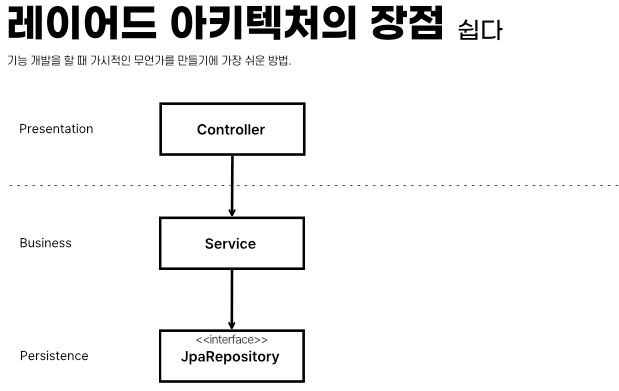 레이어드 아키텍처의 장점 쉽다
기능 개발을 할 때 가시적인 무언가를 만들기에 가장 쉬운 방법.
Presentation
Controller
Business
Service
<<interface>>
Persistence
JpaRepository